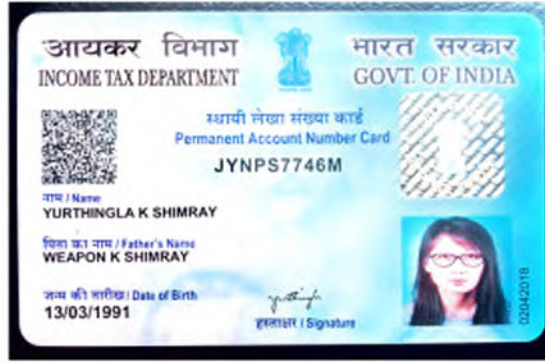 आयकर विभाग
INCOME TAX DEPARTMENT
भारत सरकार
GOVT. OF INDIA
स्थायी लेखा संख्या कार्ड
Permanent Account Number Card
JYNPS7746M
नाम / Name
YURTHINGLA K SHIMRAY
पिता का नाम / Father's Name
WEAPON K SHIMRAY
जन्म की तारीख / Date of Birth
13/03/1991
हस्ताक्षर / Signature
02042018